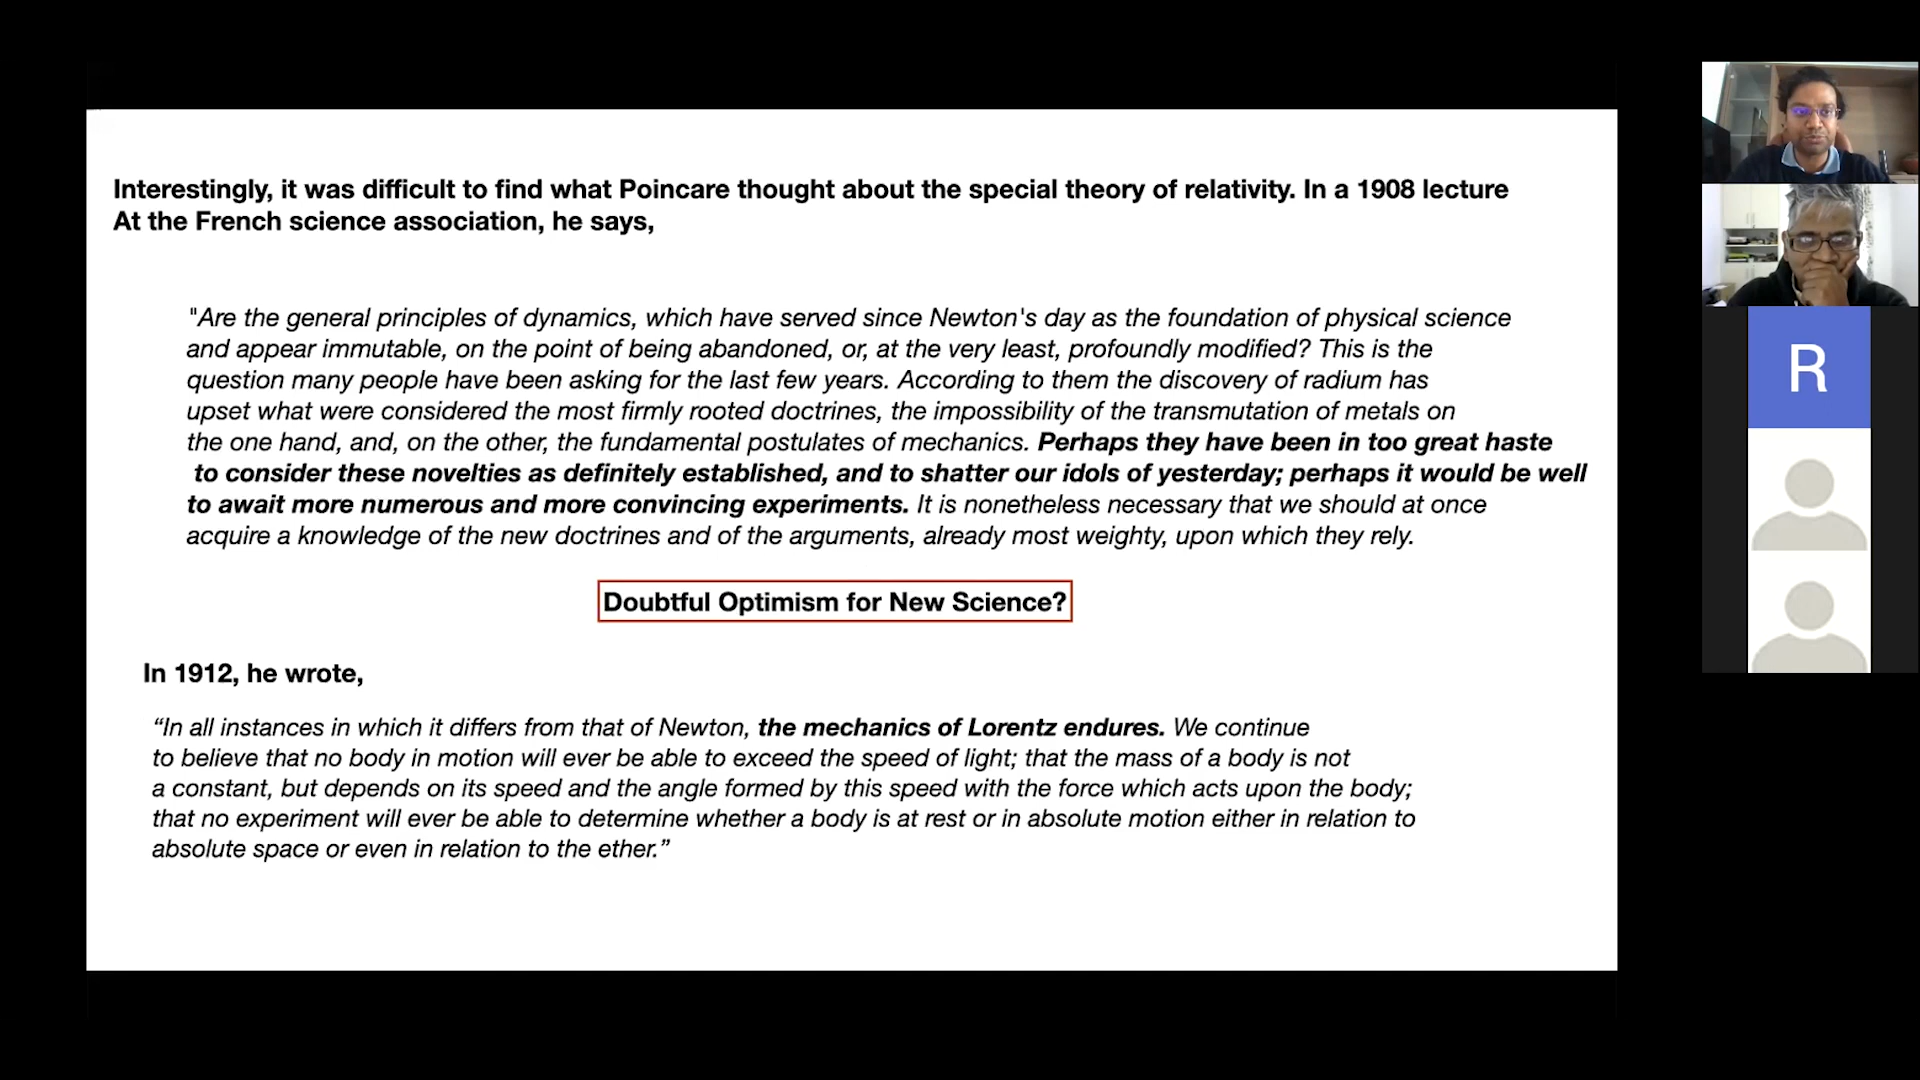 Interestingly, it was difficult to find what Poincare thought about the special theory of relativity. In a 1908 lecture
At the French science association, he says,
"Are the general principles of dynamics, which have served since Newton's day as the foundation of physical science
and appear immutable, on the point of being abandoned, or, at the very least, profoundly modified? This is the
question many people have been asking for the last few years. According to them the discovery of radium has
upset what were considered the most firmly rooted doctrines, the impossibility of the transmutation of metals on
the one hand, and, on the other, the fundamental postulates of mechanics. Perhaps they have been in too great haste
to consider these novelties as definitely established, and to shatter our idols of yesterday; perhaps it would be well
to await more numerous and more convincing experiments. It is nonetheless necessary that we should at once
acquire a knowledge of the new doctrines and of the arguments, already most weighty, upon which they rely.
Doubtful Optimism for New Science?
In 1912, he wrote,
“In all instances in which it differs from that of Newton, the mechanics of Lorentz endures. We continue
to believe that no body in motion will ever be able to exceed the speed of light; that the mass of a body is not
a constant, but depends on its speed and the angle formed by this speed with the force which acts upon the body;
that no experiment will ever be able to determine whether a body is at rest or in absolute motion either in relation to
absolute space or even in relation to the ether.”
R